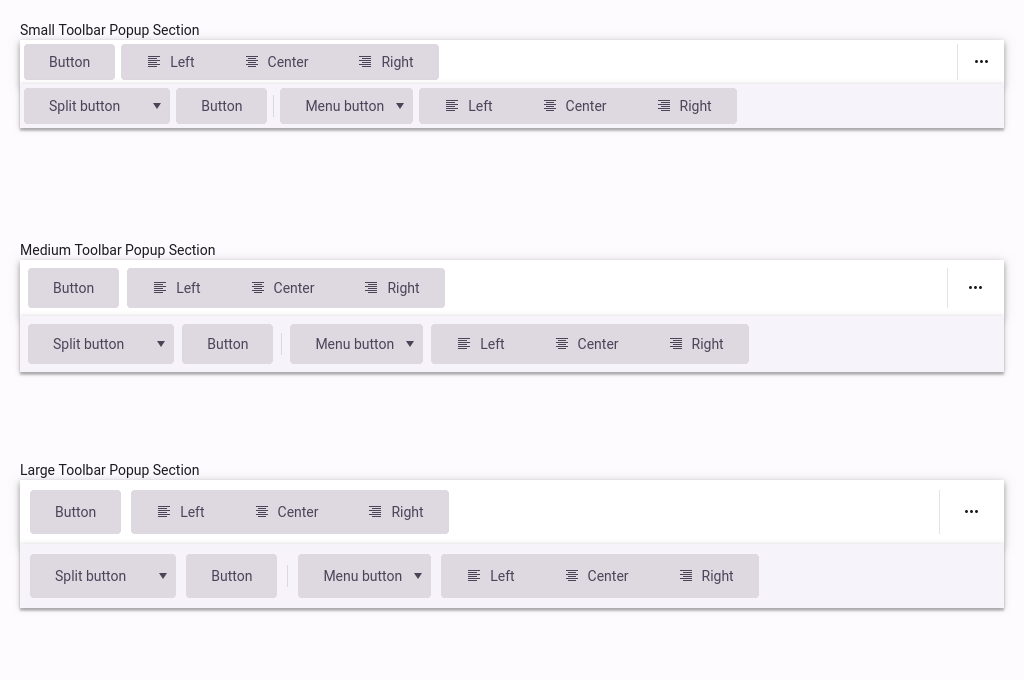 Small Toolbar Popup Section
Button Left Center Right
Split button Button Menu button Left Center Right
Medium Toolbar Popup Section
Button Left Center Right
Split button Button Menu button Left Center Right
Large Toolbar Popup Section
Button Left Center Right
Split button Button Menu button Left Center Right